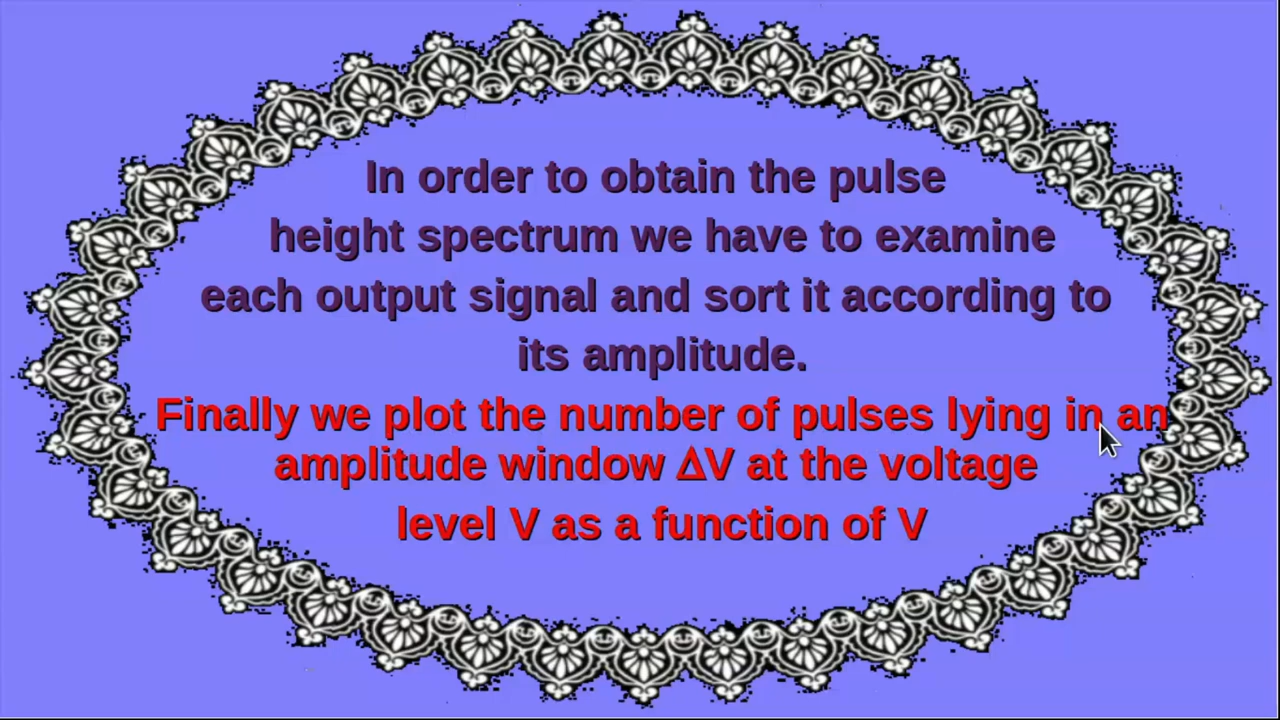 In order to obtain the pulse
height spectrum we have to examine
each output signal and sort it according to
its amplitude.
Finally we plot the number of pulses lying in an
amplitude window ΔV at the voltage
level V as a function of V